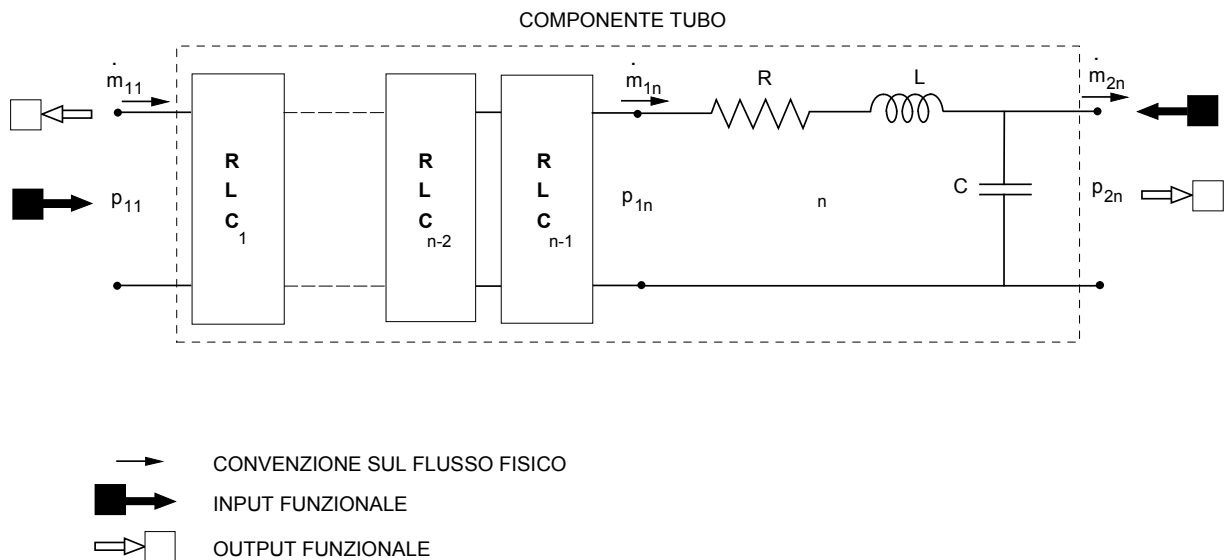 COMPONENTE TUBO
ṁ11
ṁ1n
R
L
ṁ2n
R
L
C1
R
L
Cn-2
R
L
Cn-1
p11
p1n
n
C
p2n
CONVENZIONE SUL FLUSSO FISICO
INPUT FUNZIONALE
OUTPUT FUNZIONALE